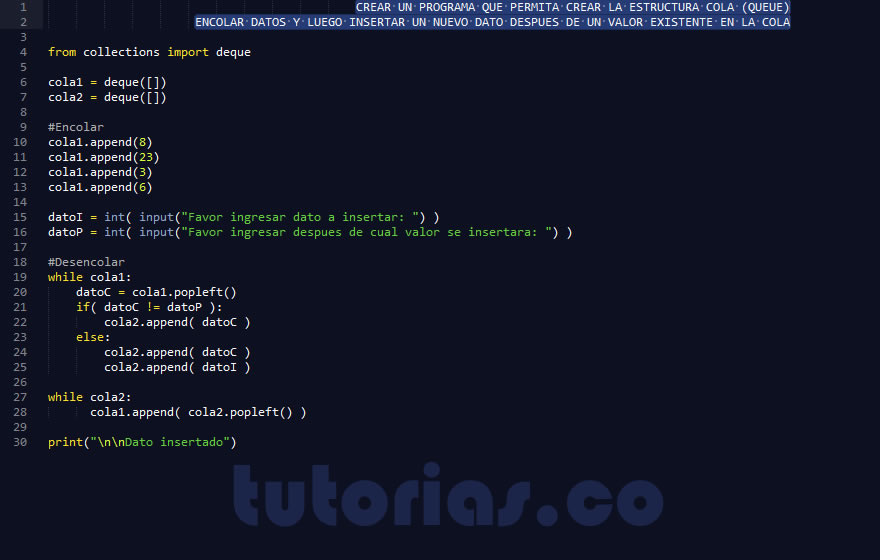 1 CREAR UN PROGRAMA QUE PERMITA CREAR LA ESTRUCTURA COLA (QUEUE)
2 ENCOLAR DATOS Y LUEGO INSERTAR UN NUEVO DATO DESPUES DE UN VALOR EXISTENTE EN LA COLA
3
4 from collections import deque
5
6 cola1 = deque([])
7 cola2 = deque([])
8
9 #Encolar
10 cola1.append(8)
11 cola1.append(23)
12 cola1.append(3)
13 cola1.append(6)
14
15 datoI = int( input("Favor ingresar dato a insertar: ") )
16 datoP = int( input("Favor ingresar despues de cual valor se insertara: ") )
17
18 #Desencolar
19 while cola1:
20     datoC = cola1.popleft()
21     if( datoC != datoP ):
22         cola2.append( datoC )
23     else:
24         cola2.append( datoC )
25         cola2.append( datoI )
26
27 while cola2:
28       cola1.append( cola2.popleft() )
29
30 print("\n\nDato insertado")
tutorias.co